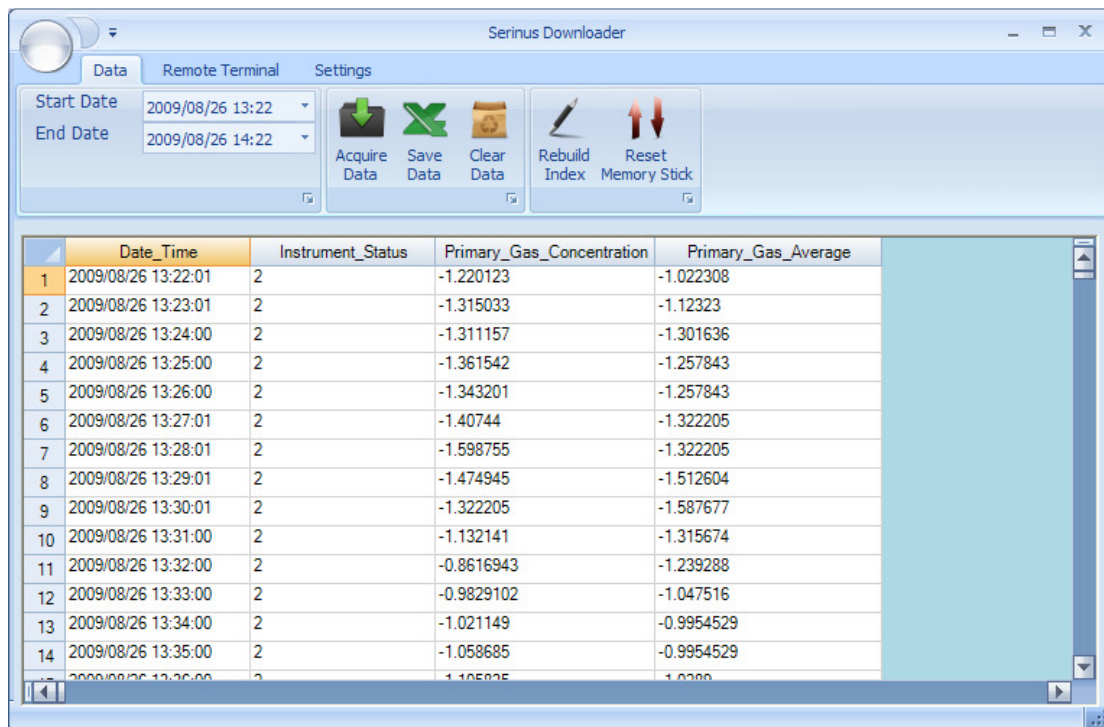 Serinus Downloader
Data Remote Terminal Settings
Start Date 2009/08/26 13:22
End Date 2009/08/26 14:22
Acquire Data Save Data Clear Data Rebuild Index Reset Memory Stick
Date_Time Instrument_Status Primary_Gas_Concentration Primary_Gas_Average
1 2009/08/26 13:22:01 2 -1.220123 -1.022308
2 2009/08/26 13:23:01 2 -1.315033 -1.12323
3 2009/08/26 13:24:00 2 -1.311157 -1.301636
4 2009/08/26 13:25:00 2 -1.361542 -1.257843
5 2009/08/26 13:26:00 2 -1.343201 -1.257843
6 2009/08/26 13:27:01 2 -1.40744 -1.322205
7 2009/08/26 13:28:01 2 -1.598755 -1.322205
8 2009/08/26 13:29:01 2 -1.474945 -1.512604
9 2009/08/26 13:30:01 2 -1.322205 -1.587677
10 2009/08/26 13:31:00 2 -1.132141 -1.315674
11 2009/08/26 13:32:00 2 -0.8616943 -1.239288
12 2009/08/26 13:33:00 2 -0.9829102 -1.047516
13 2009/08/26 13:34:00 2 -1.021149 -0.9954529
14 2009/08/26 13:35:00 2 -1.058685 -0.9954529